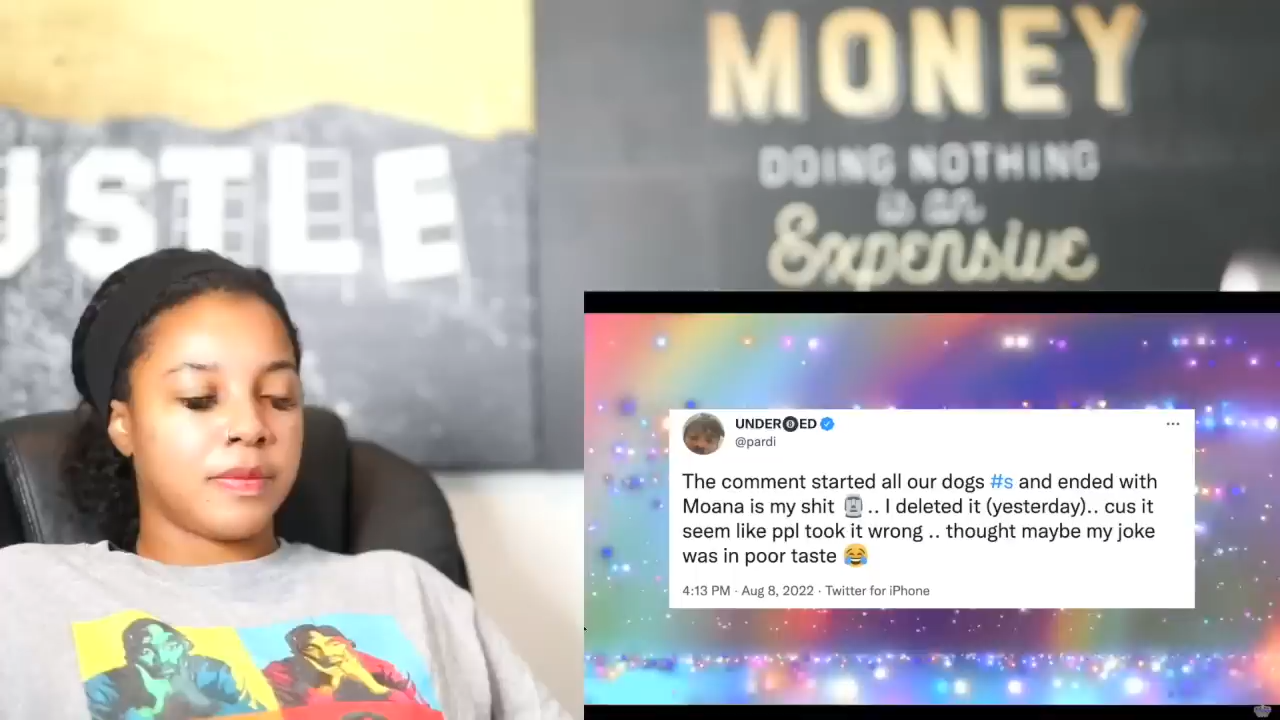 USTLE
MONEY
DOING NOTHING
is an
Expensive
UNDER ED
@pardi
The comment started all our dogs #s and ended with
Moana is my shit 🗿.. I deleted it (yesterday).. cus it
seem like ppl took it wrong .. thought maybe my joke
was in poor taste 😂
4:13 PM · Aug 8, 2022 · Twitter for iPhone